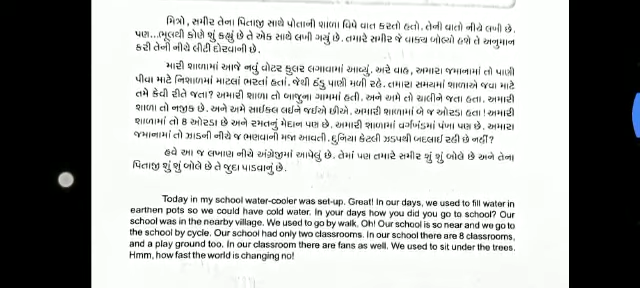 મિત્રો, સમીર તેના પિતાજી સાથે પોતાની શાળા વિષે વાત કરતો હતો. તેની વાતો નીચે લખી છે.
પણ...ભૂલથી કોણે શું કહ્યું છે તે એક સાથે લખી ગયું છે. તમારે સમીર જે વાક્ય બોલ્યો હશે તે અનુમાન
કરી તેની નીચે લીટી દોરવાની છે.
મારી શાળામાં આજે નવું વોટર કુલર લગાવામાં આવ્યું. અરે વાહ, અમારા જમાનામાં તો પાણી
પીવા માટે નિશાળમાં માટલાં ભરતાં હતાં. જેથી ઠંડુ પાણી મળી રહે. તમારા સમયમાં શાળાએ જવા માટે
તમે કેવી રીતે જતા? અમારી શાળા તો બાજુના ગામમાં હતી. અને અમે તો ચાલીને જતા હતા. અમારી
શાળા તો નજીક છે. અને અમે સાઈકલ લઈને જઈએ છીએ. અમારી શાળામાં બે જ ઓરડા હતા! અમારી
શાળામાં તો 8 ઓરડા છે અને રમતનું મેદાન પણ છે. અમારી શાળામાં વર્ગખંડમાં પંખા પણ છે. અમારા
જમાનામાં તો ઝાડની નીચે જ ભણવાની મજા આવતી. દુનિયા કેટલી ઝડપથી બદલાઈ રહી છે નહીં?
હવે આ જ લખાણ નીચે અંગ્રેજીમાં આપેલું છે. તેમાં પણ તમારે સમીર શું શું બોલે છે અને તેના
પિતાજી શું શું બોલે છે તે જુદા પાડવાનું છે.
Today in my school water-cooler was set-up. Great! In our days, we used to fill water in
earthen pots so we could have cold water. In your days how you did you go to school? Our
school was in the nearby village. We used to go by walk. Oh! Our school is so near and we go to
the school by cycle. Our school had only two classrooms. In our school there are 8 classrooms,
and a play ground too. In our classroom there are fans as well. We used to sit under the trees.
Hmm, how fast the world is changing no!